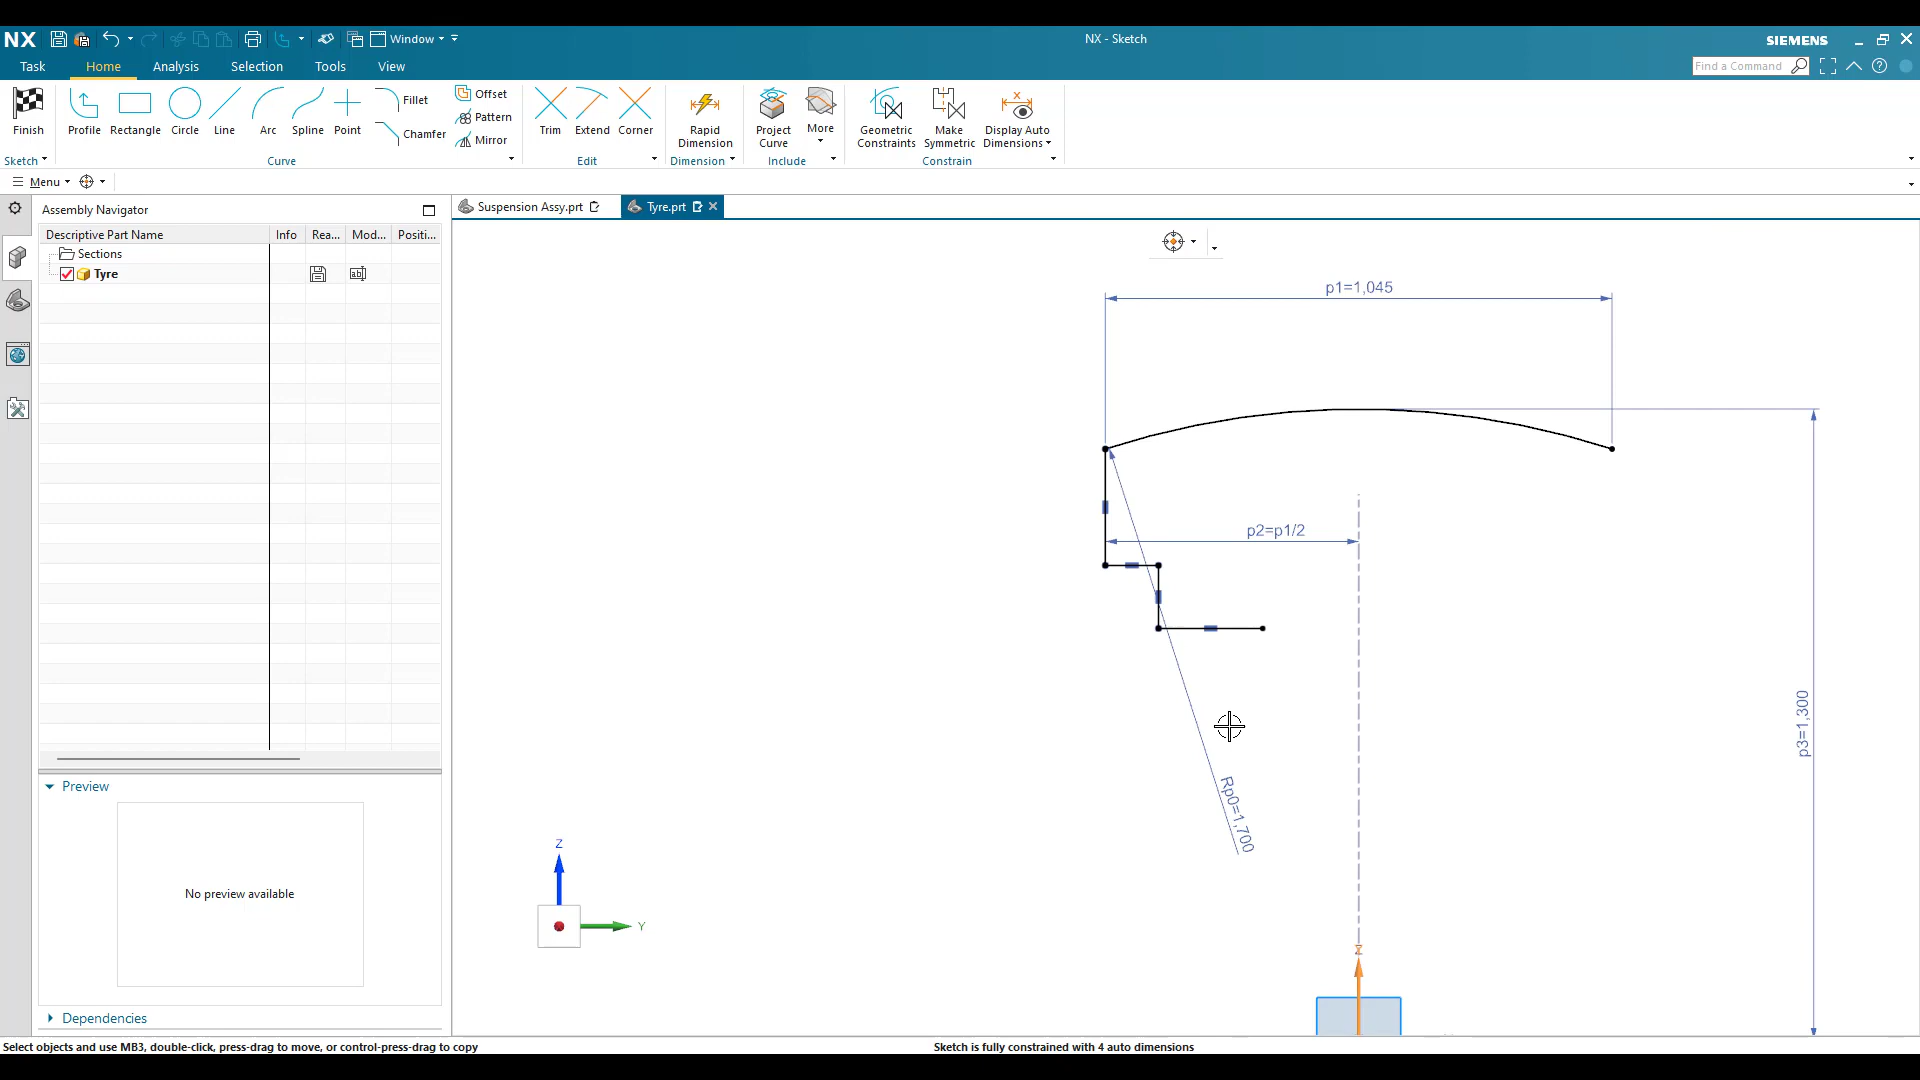 NX
Window
NX - Sketch
SIEMENS
Task
Home
Analysis
Selection
Tools
View
Find a Command
Finish
Profile
Rectangle
Circle
Line
Arc
Spline
Point
Fillet
Chamfer
Offset
Pattern
Mirror
Trim
Extend
Corner
Rapid
Dimension
Project
Curve
More
Geometric
Constraints
Make
Symmetric
Display Auto
Dimensions
Sketch
Curve
Edit
Dimension
Include
Constrain
Menu
Assembly Navigator
Suspension Assy.prt
Tyre.prt
Descriptive Part Name
Info
Rea...
Mod...
Positi...
Sections
Tyre
p1=1,045
p2=p1/2
p3=1,300
Rp0=1,700
Z
Y
Z
Preview
No preview available
Dependencies
Select objects and use MB3, double-click, press-drag to move, or control-press-drag to copy
Sketch is fully constrained with 4 auto dimensions